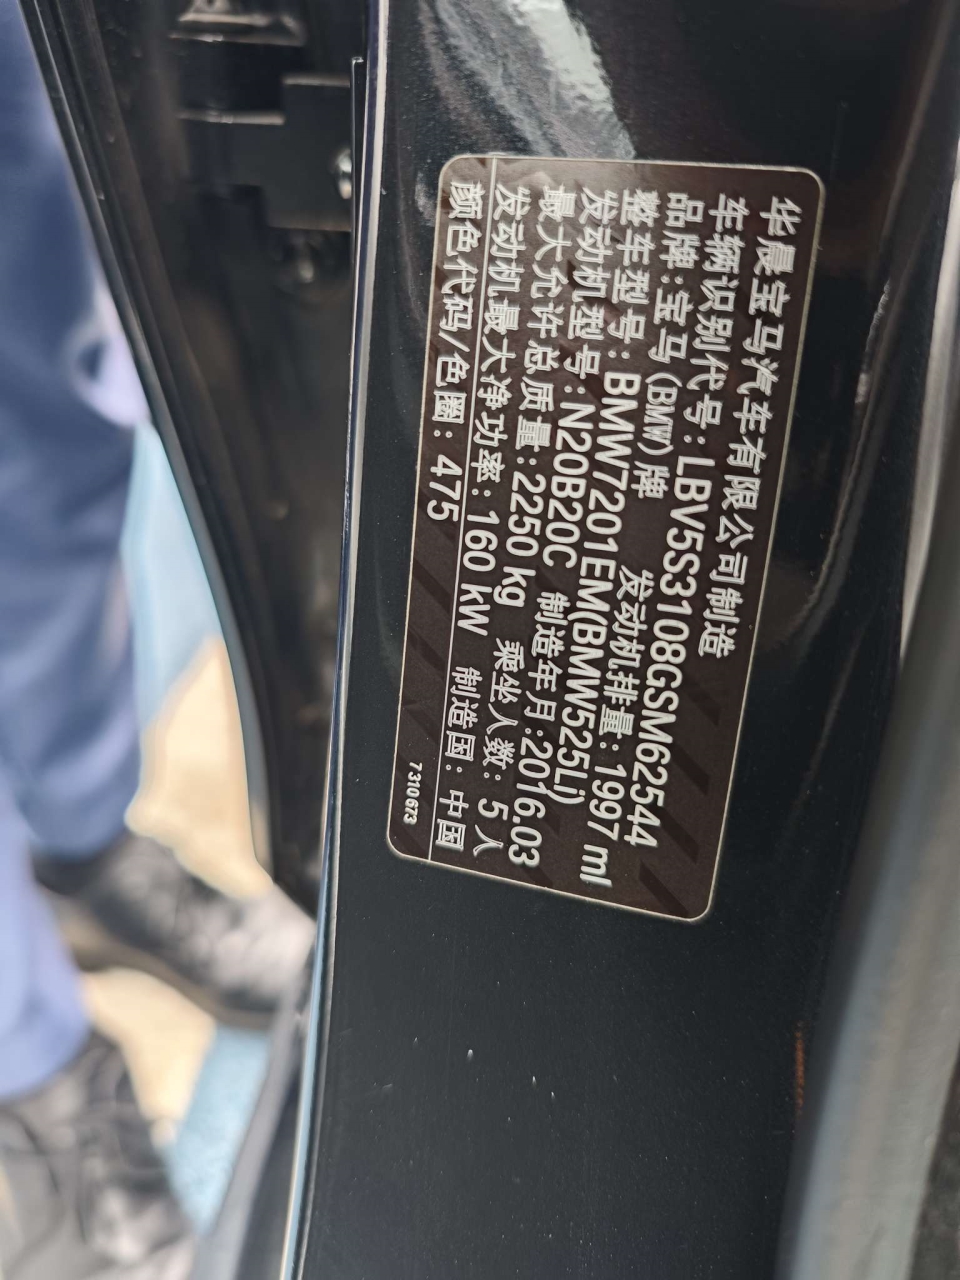 华晨宝马汽车有限公司制造
车辆识别代号:LBV5S3108GSM62544
品牌:宝马(BMW)牌 发动机排量:1997 ml
整车型号:BMW7201EM(BMW525Li)
发动机型号:N20B20C 制造年月:2016.03
最大允许总质量:2250 kg 乘坐人数:5人
发动机最大净功率:160 kW 制造国:中国
颜色代码/色圈:475
7310673